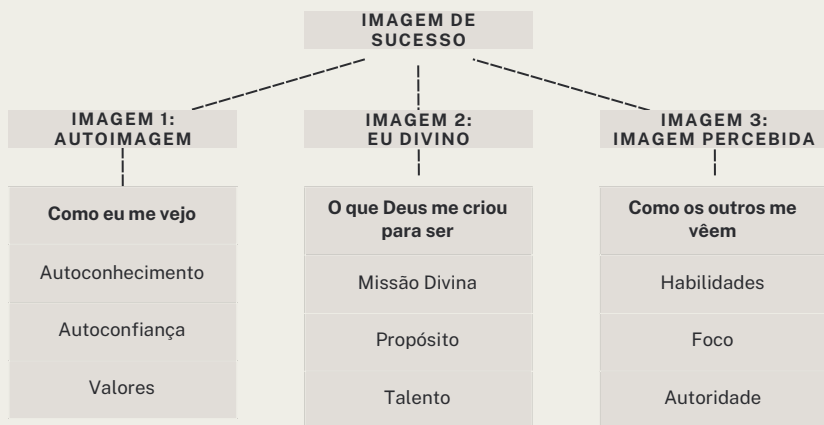 IMAGEM DE
SUCESSO
IMAGEM 1:
AUTOIMAGEM
Como eu me vejo
Autoconhecimento
Autoconfiança
Valores
IMAGEM 2:
EU DIVINO
O que Deus me criou
para ser
Missão Divina
Propósito
Talento
IMAGEM 3:
IMAGEM PERCEBIDA
Como os outros me
vêem
Habilidades
Foco
Autoridade